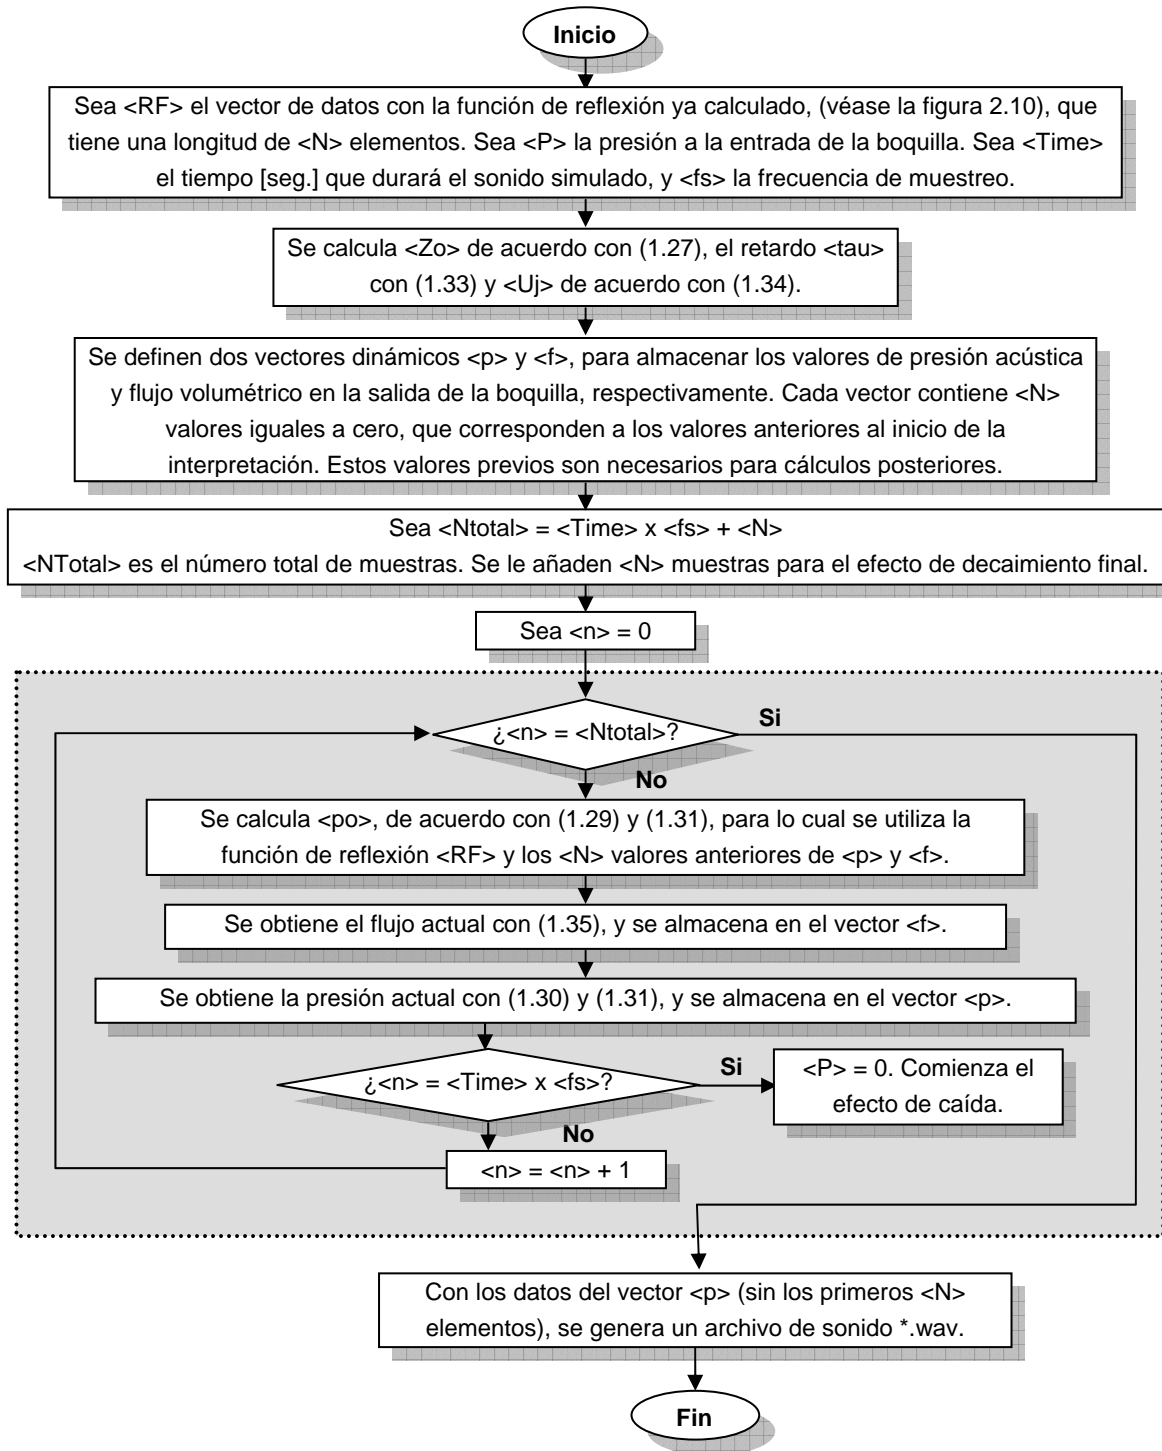 Inicio
Sea <RF> el vector de datos con la función de reflexión ya calculado, (véase la figura 2.10), que
tiene una longitud de <N> elementos. Sea <P> la presión a la entrada de la boquilla. Sea <Time>
el tiempo [seg.] que durará el sonido simulado, y <fs> la frecuencia de muestreo.
Se calcula <Zo> de acuerdo con (1.27), el retardo <tau>
con (1.33) y <Uj> de acuerdo con (1.34).
Se definen dos vectores dinámicos <p> y <f>, para almacenar los valores de presión acústica
y flujo volumétrico en la salida de la boquilla, respectivamente. Cada vector contiene <N>
valores iguales a cero, que corresponden a los valores anteriores al inicio de la
interpretación. Estos valores previos son necesarios para cálculos posteriores.
Sea <Ntotal> = <Time> x <fs> + <N>
<NTotal> es el número total de muestras. Se le añaden <N> muestras para el efecto de decaimiento final.
Sea <n> = 0
¿<n> = <Ntotal>?
Si
No
Se calcula <po>, de acuerdo con (1.29) y (1.31), para lo cual se utiliza la
función de reflexión <RF> y los <N> valores anteriores de <p> y <f>.
Se obtiene el flujo actual con (1.35), y se almacena en el vector <f>.
Se obtiene la presión actual con (1.30) y (1.31), y se almacena en el vector <p>.
¿<n> = <Time> x <fs>?
Si
<P> = 0. Comienza el
efecto de caída.
No
<n> = <n> + 1
Con los datos del vector <p> (sin los primeros <N>
elementos), se genera un archivo de sonido *.wav.
Fin